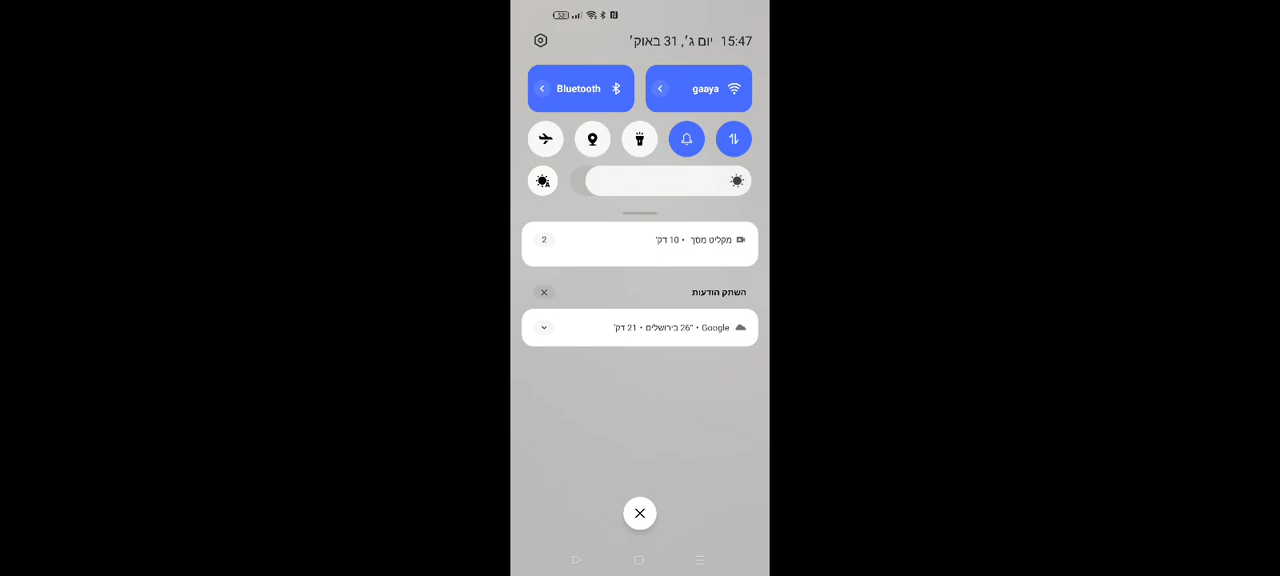 52
15:47 יום ג׳, 31 באוק׳
gaaya
Bluetooth
A
מקליט מסך • 10 דק'
2
השתק הודעות
Google • 26° בירושלים • 21 דק'